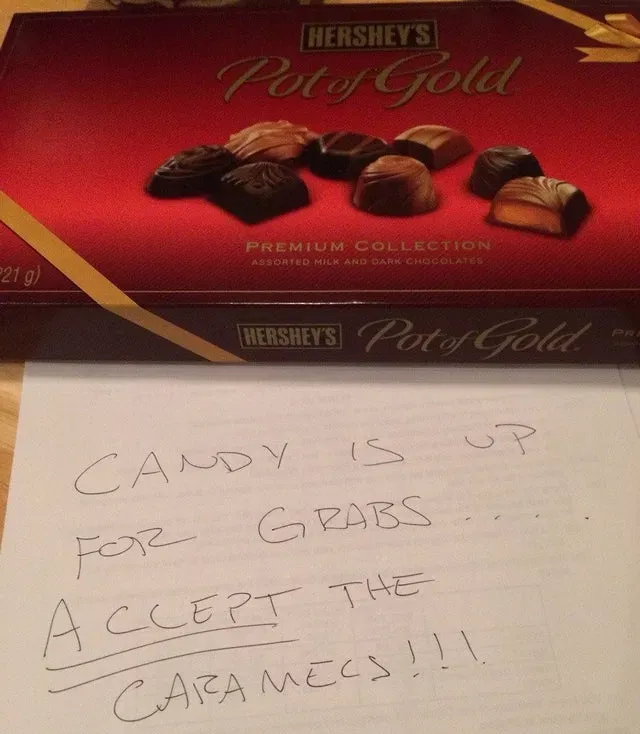 HERSHEY'S
Pot of Gold
PREMIUM COLLECTION
ASSORTED MILK AND DARK CHOCOLATES
221 g)
HERSHEY'S Pot of Gold
CANDY IS UP
FOR GRABS . . . . .
ACCEPT THE
CARAMELS!!!